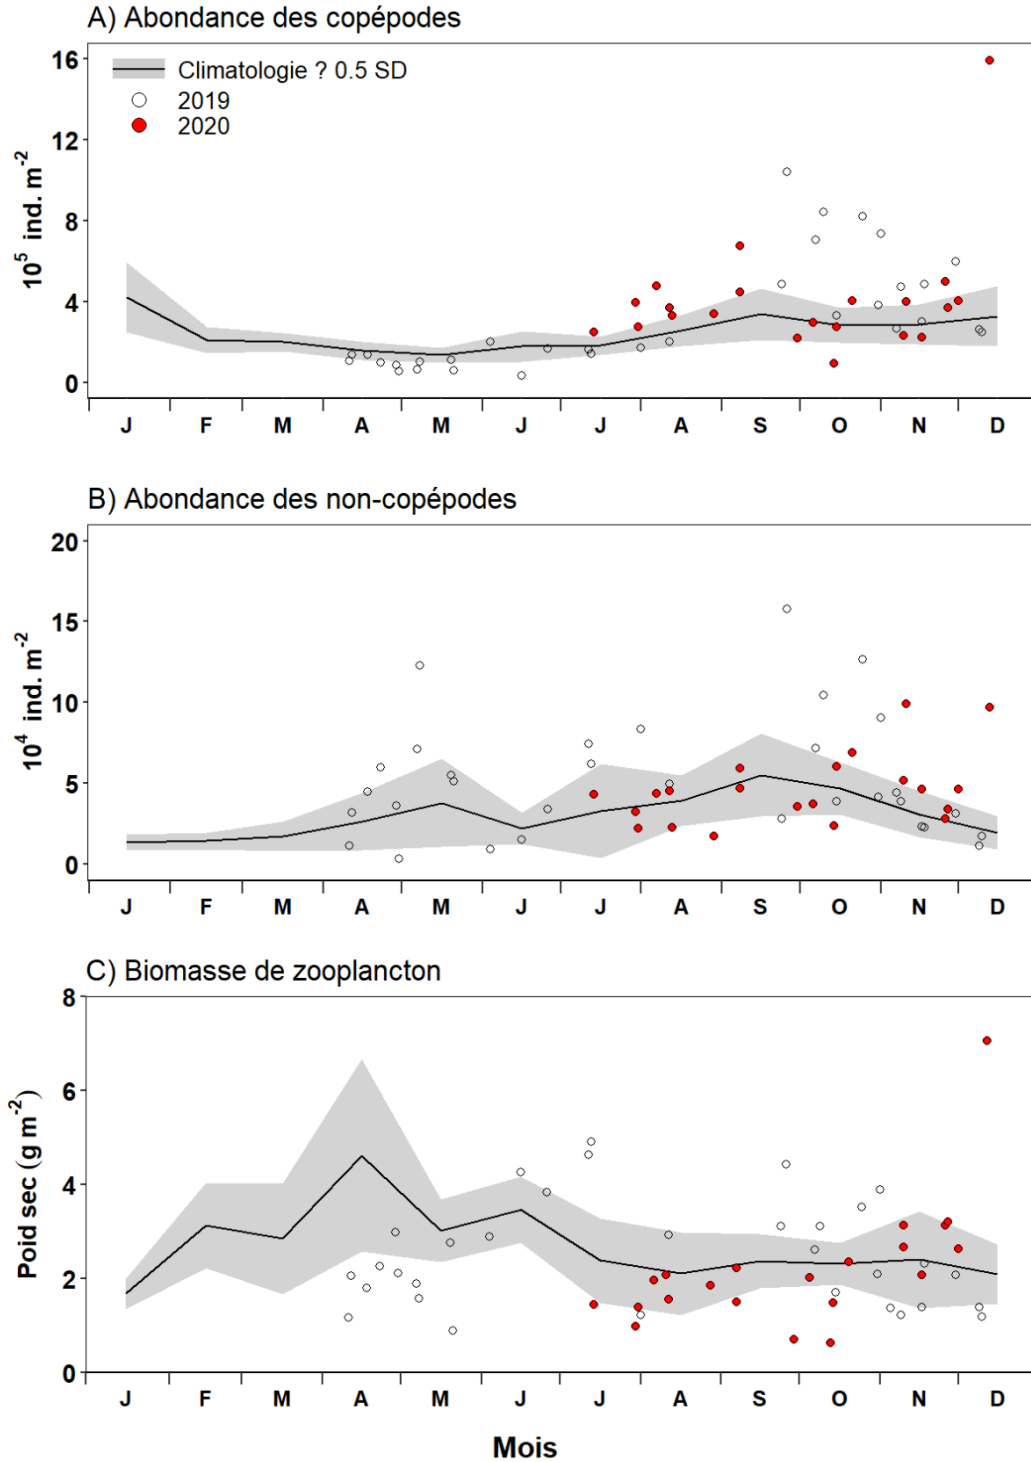 A) Abondance des copépodes
16
12
8
4
0
10⁵ ind. m⁻²
Climatologie ? 0.5 SD
2019
2020
J F M A M J J A S O N D
B) Abondance des non-copépodes
20
15
10
5
0
10⁴ ind. m⁻²
J F M A M J J A S O N D
C) Biomasse de zooplancton
8
6
4
2
0
Poid sec (g m⁻²)
J F M A M J J A S O N D
Mois